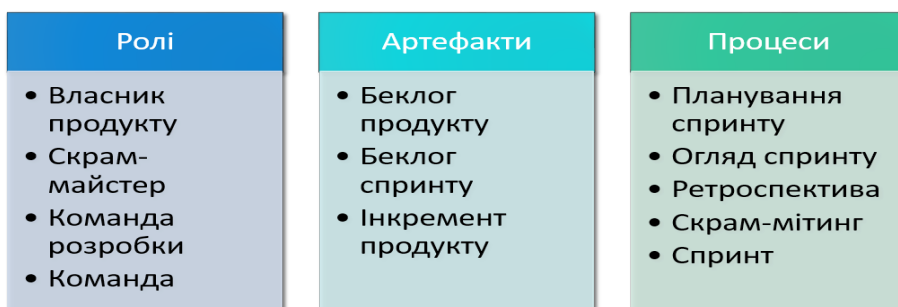 Ролі
• Власник
продукту
• Скрам-
майстер
• Команда
розробки
• Команда
Артефакти
• Беклог
продукту
• Беклог
спринту
• Інкремент
продукту
Процеси
• Планування
спринту
• Огляд спринту
• Ретроспектива
• Скрам-мітинг
• Спринт